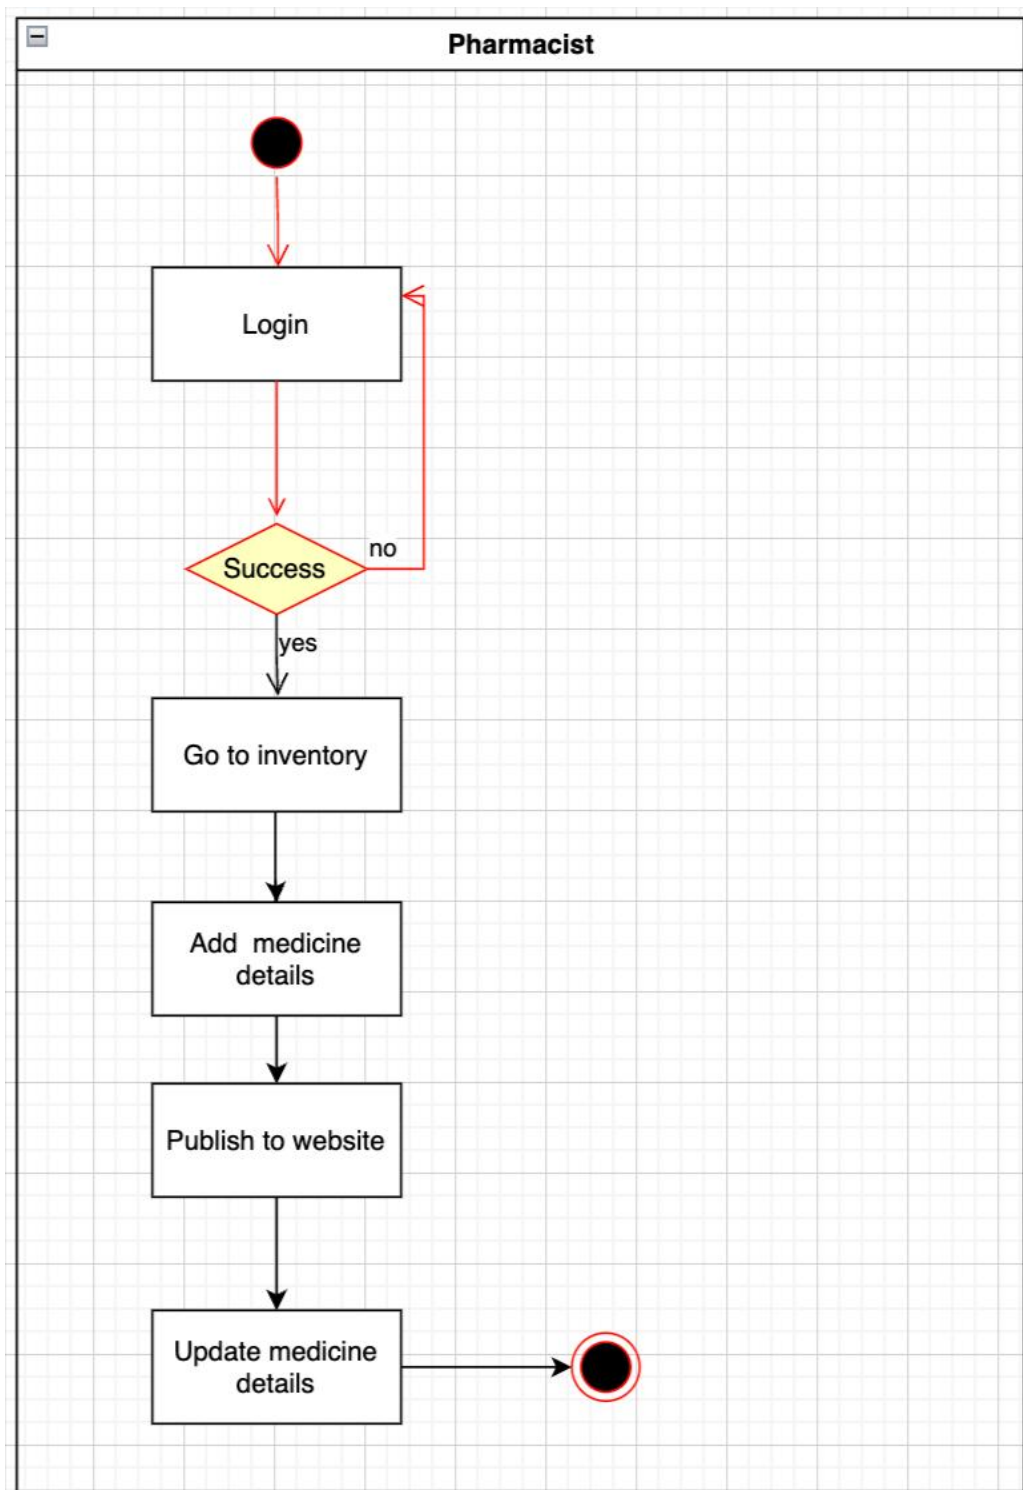 Pharmacist
Login
Success
no
yes
Go to inventory
Add  medicine
details
Publish to website
Update medicine
details